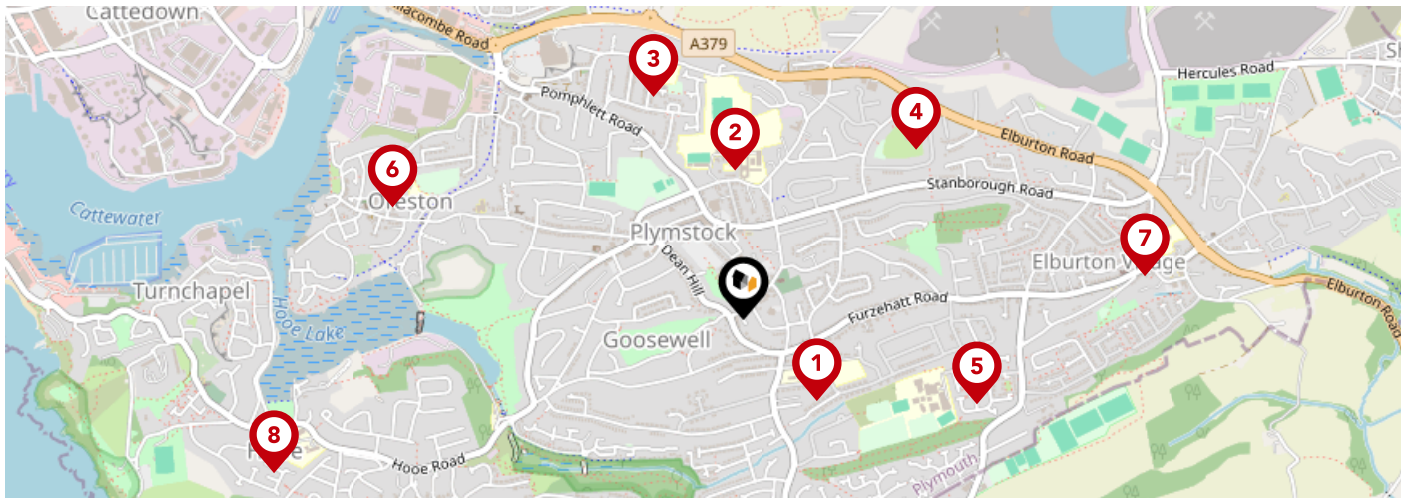 Cattedown
lacombe Road
A379
3
Hercules Road
Sh
Pomphlett Road
4
2
Elburton Road
6
Stanborough Road
Oreston
Cattewater
Plymstock
7
Elburton Village
Dean Hill
Turnchapel
Elburton Road
Hooe Lake
Furzehatt Road
Goosewell
1
5
8
Hooe
Hooe Road
Plymouth